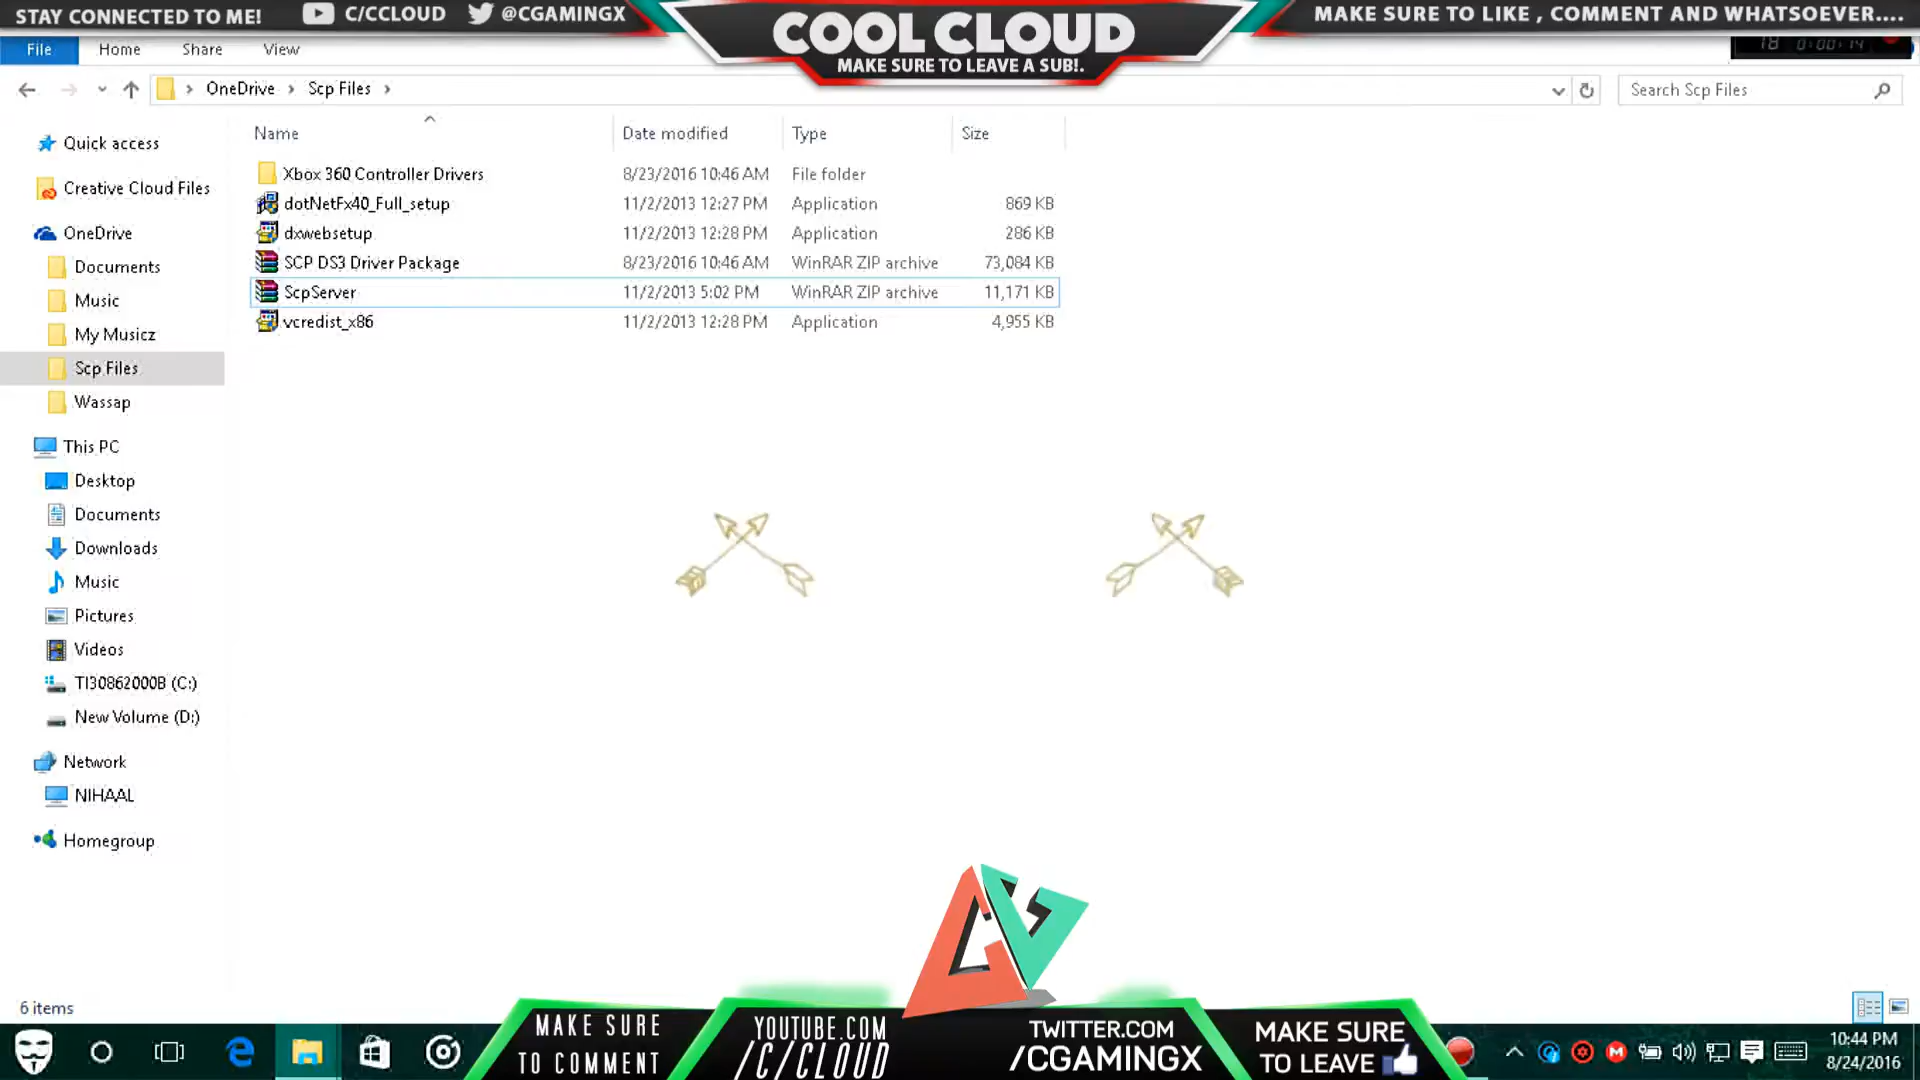 STAY CONNECTED TO ME!
C/CCLOUD
@CGAMINGX
COOL CLOUD
MAKE SURE TO LEAVE A SUB!.
MAKE SURE TO LIKE , COMMENT AND WHATSOEVER....
File
Home
Share
View
18 0:00:14
OneDrive
Scp Files
Search Scp Files
Name
Date modified
Type
Size
Xbox 360 Controller Drivers 8/23/2016 10:46 AM File folder
dotNetFx40_Full_setup 11/2/2013 12:27 PM Application 869 KB
dxwebsetup 11/2/2013 12:28 PM Application 286 KB
SCP DS3 Driver Package 8/23/2016 10:46 AM WinRAR ZIP archive 73,084 KB
ScpServer 11/2/2013 5:02 PM WinRAR ZIP archive 11,171 KB
vcredist_x86 11/2/2013 12:28 PM Application 4,955 KB
Quick access
Creative Cloud Files
OneDrive
Documents
Music
My Musicz
Scp Files
Wassap
This PC
Desktop
Documents
Downloads
Music
Pictures
Videos
TI30862000B (C:)
New Volume (D:)
Network
NIHAAL
Homegroup
6 items
MAKE SURE
TO COMMENT
YOUTUBE.COM
/C/CLOUD
TWITTER.COM
/CGAMINGX
MAKE SURE
TO LEAVE
10:44 PM
8/24/2016